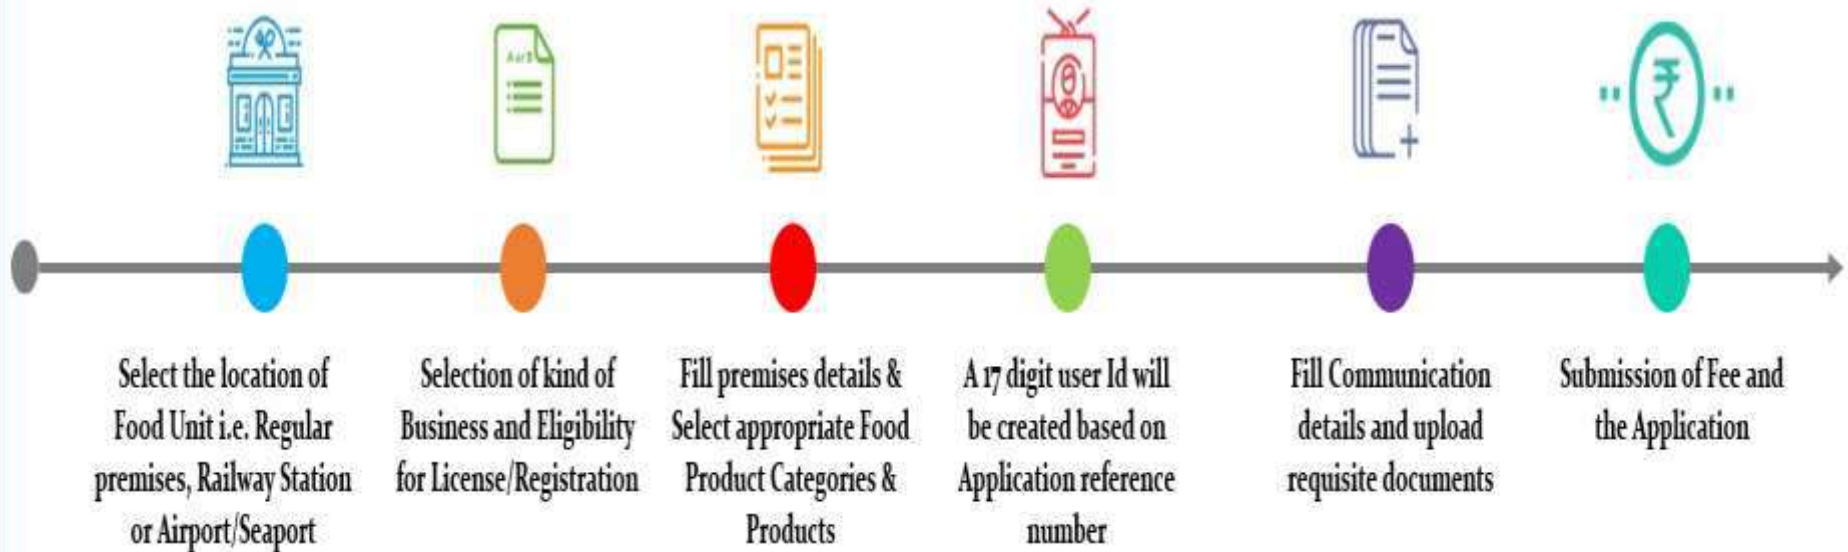 A or B
₹
Select the location of
Food Unit i.e. Regular
premises, Railway Station
or Airport/Seaport
Selection of kind of
Business and Eligibility
for License/Registration
Fill premises details &
Select appropriate Food
Product Categories &
Products
A 17 digit user Id will
be created based on
Application reference
number
Fill Communication
details and upload
requisite documents
Submission of Fee and
the Application